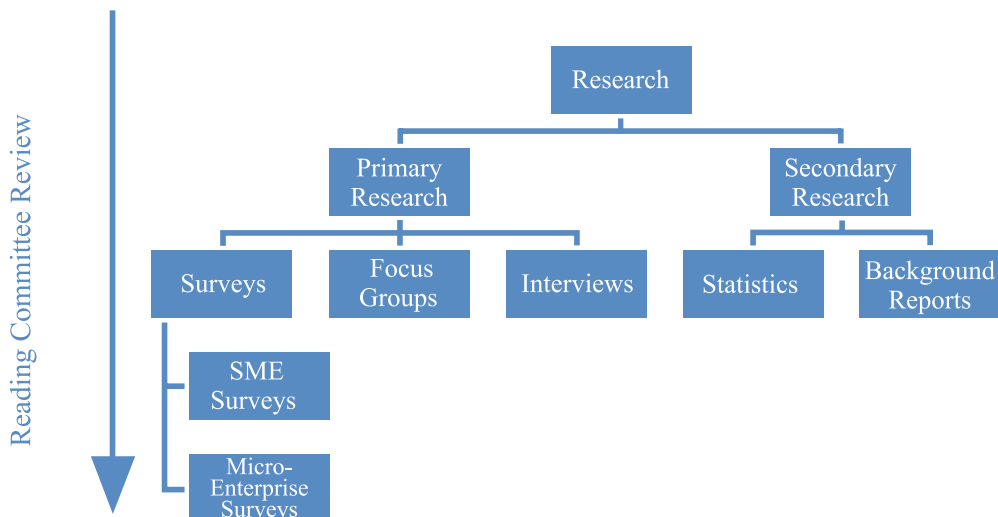 Reading Committee Review
Research
Primary
Research
Secondary
Research
Surveys
Focus
Groups
Interviews
Statistics
Background
Reports
SME
Surveys
Micro-
Enterprise
Surveys